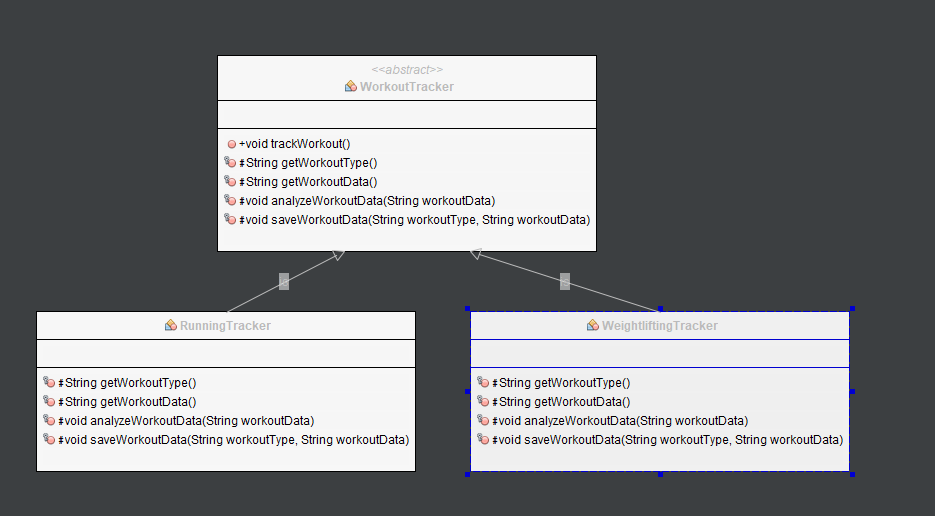 <<abstract>>
WorkoutTracker
+void trackWorkout()
#String getWorkoutType()
#String getWorkoutData()
#void analyzeWorkoutData(String workoutData)
#void saveWorkoutData(String workoutType, String workoutData)
RunningTracker
#String getWorkoutType()
#String getWorkoutData()
#void analyzeWorkoutData(String workoutData)
#void saveWorkoutData(String workoutType, String workoutData)
WeightliftingTracker
#String getWorkoutType()
#String getWorkoutData()
#void analyzeWorkoutData(String workoutData)
#void saveWorkoutData(String workoutType, String workoutData)